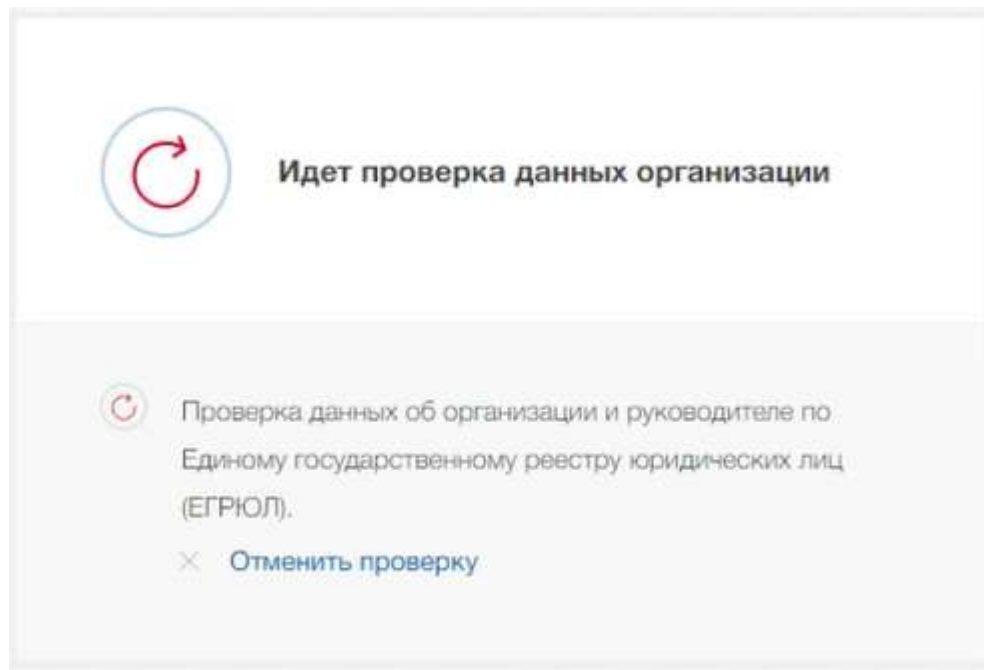 Идет проверка данных организации
Проверка данных об организации и руководителе по
Единому государственному реестру юридических лиц
(ЕГРЮЛ).
Отменить проверку